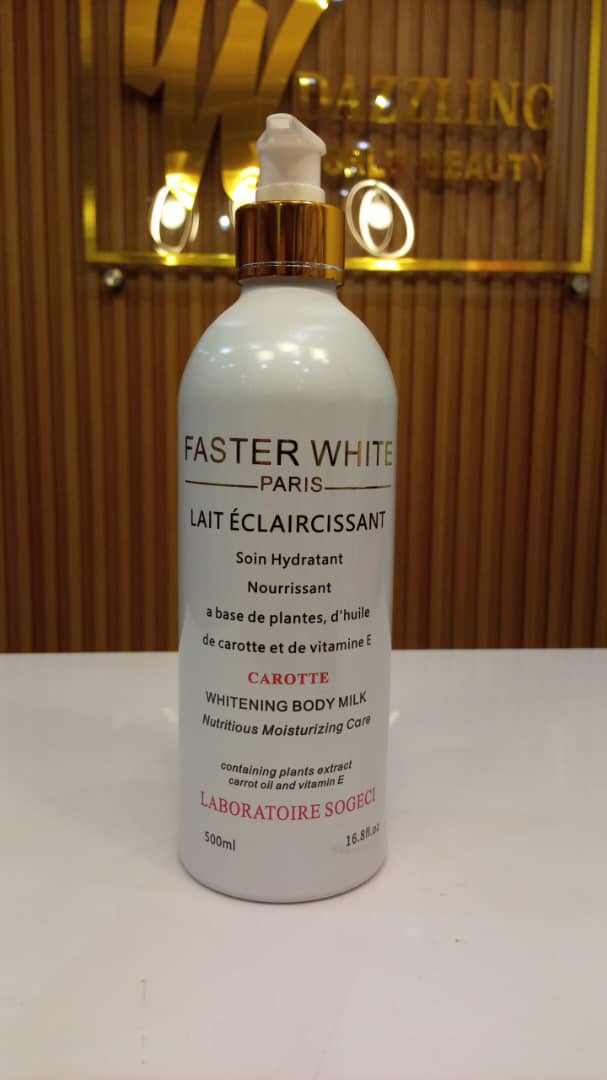 DAZZLING
BEAUTY
FASTER WHITE
PARIS
LAIT ÉCLAIRCISSANT
Soin Hydratant
Nourrissant
a base de plantes, d'huile
de carotte et de vitamine E
CAROTTE
WHITENING BODY MILK
Nutritious Moisturizing Care
containing plants extract
carrot oil and vitamin E
LABORATOIRE SOGECI
500ml 16.8fl.oz